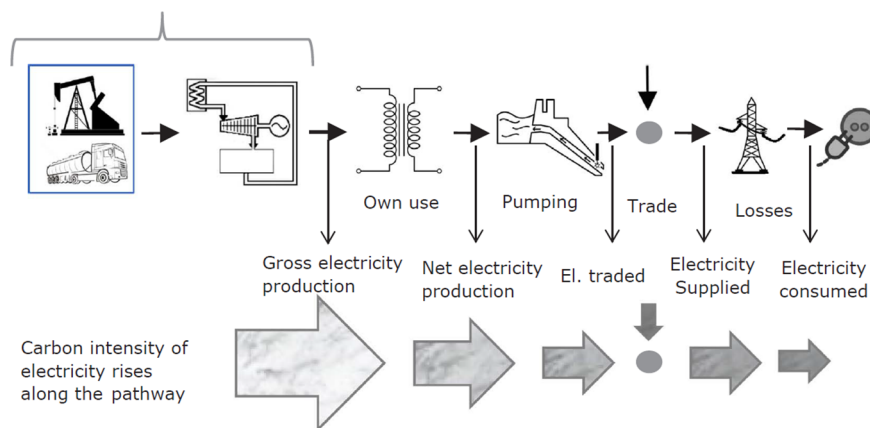 Own use
Pumping
Trade
Losses
Gross electricity
production
Net electricity
production
El. traded
Electricity
Supplied
Electricity
consumed
Carbon intensity of
electricity rises
along the pathway